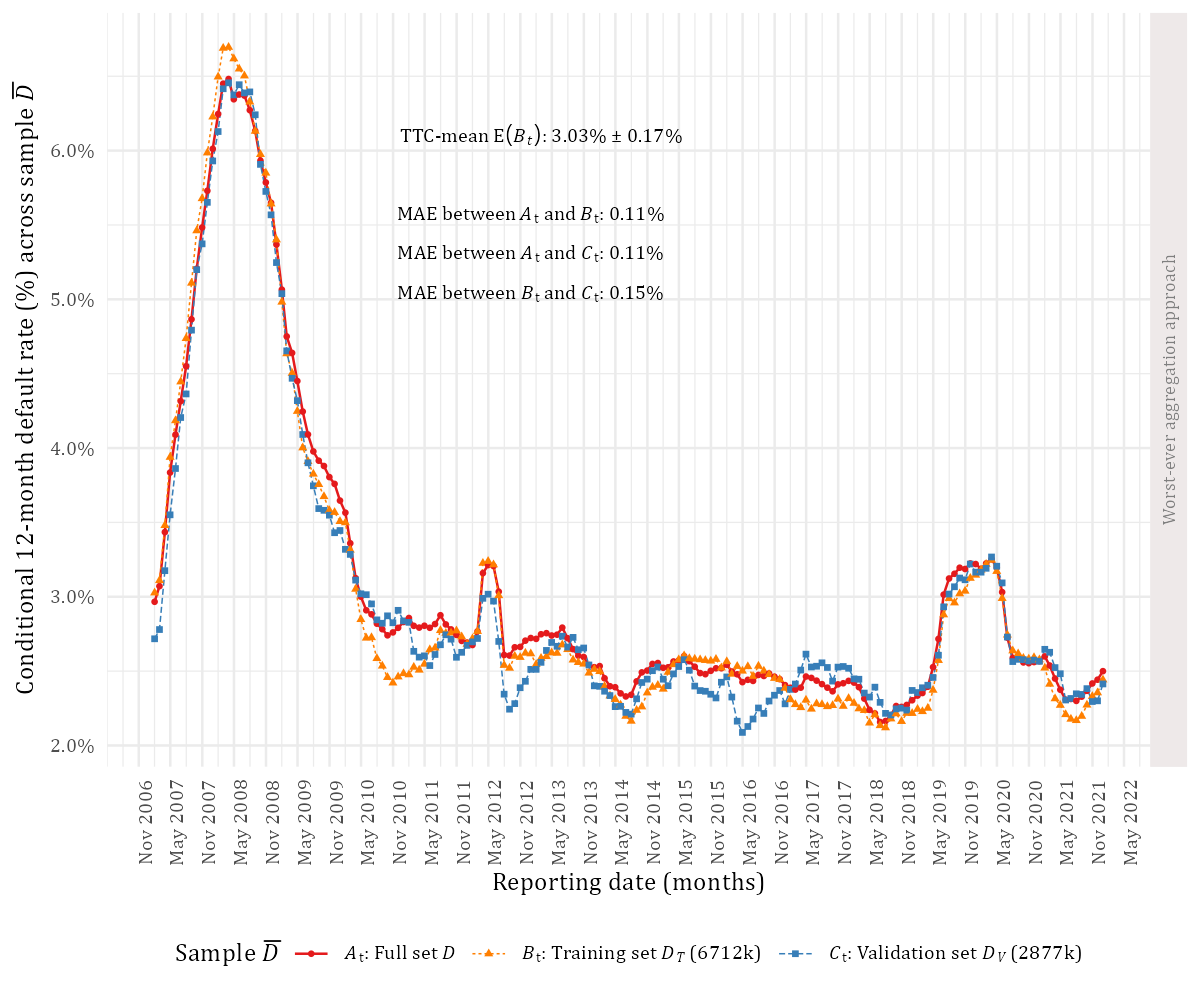 Conditional 12-month default rate (%) across sample D̅
6.0%
5.0%
4.0%
3.0%
2.0%
TTC-mean E(Bₜ): 3.03% ± 0.17%
MAE between Aₜ and Bₜ: 0.11%
MAE between Aₜ and Cₜ: 0.11%
MAE between Bₜ and Cₜ: 0.15%
Worst-ever aggregation approach
Nov 2006
May 2007
Nov 2007
May 2008
Nov 2008
May 2009
Nov 2009
May 2010
Nov 2010
May 2011
Nov 2011
May 2012
Nov 2012
May 2013
Nov 2013
May 2014
Nov 2014
May 2015
Nov 2015
May 2016
Nov 2016
May 2017
Nov 2017
May 2018
Nov 2018
May 2019
Nov 2019
May 2020
Nov 2020
May 2021
Nov 2021
May 2022
Reporting date (months)
Sample D̅ Aₜ: Full set D Bₜ: Training set D_T (6712k) Cₜ: Validation set D_V (2877k)